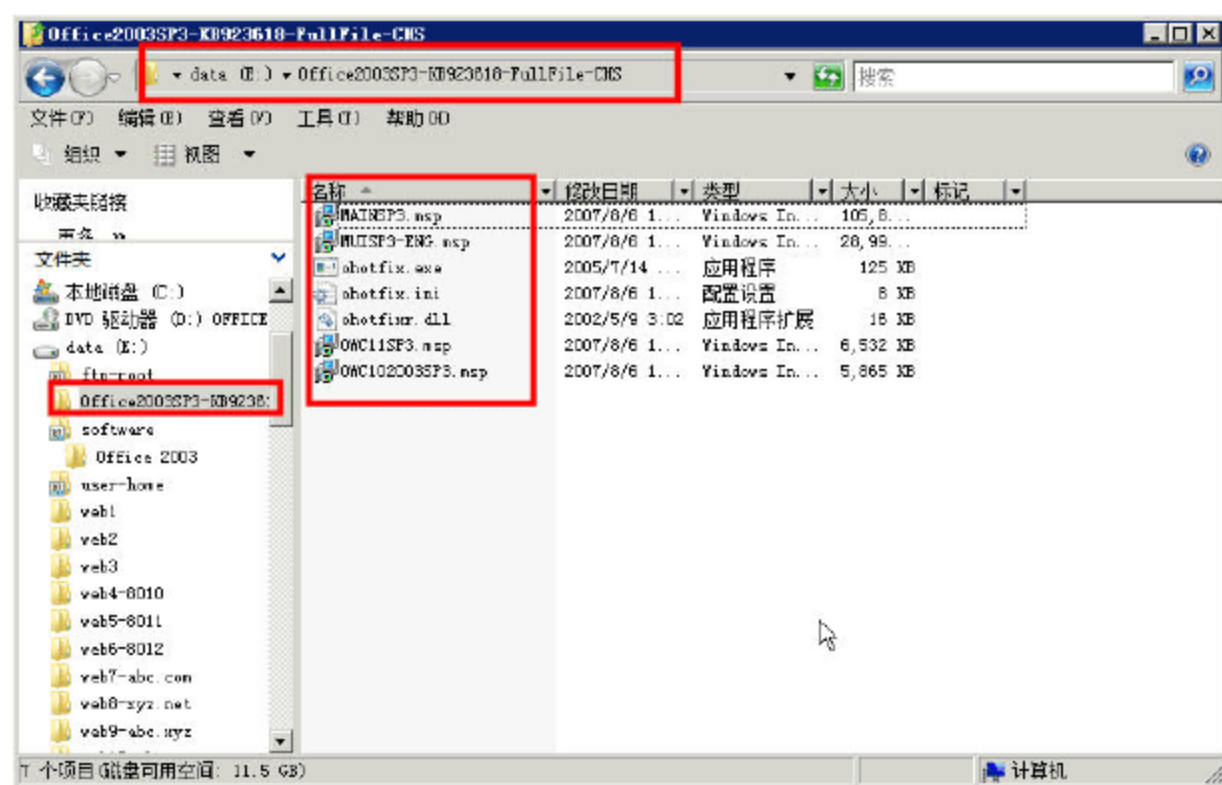 Office2003SP3-KB923618-FullFile-CHS
data (E:) Office2003SP3-KB923618-FullFile-CHS 搜索
文件(F) 编辑(E) 查看(V) 工具(T) 帮助(H)
组织 视图
收藏夹链接
名称 修改日期 类型 大小 标记
更多 »
文件夹
MAINSP3.msp 2007/8/6 1... Windows In... 105,8...
MUISP3-ENG.msp 2007/8/6 1... Windows In... 28,99...
ohotfix.exe 2005/7/14 ... 应用程序 125 KB
ohotfix.ini 2007/8/6 1... 配置设置 8 KB
ohotfixr.dll 2002/5/9 3:02 应用程序扩展 16 KB
OWC11SP3.msp 2007/8/6 1... Windows In... 6,532 KB
OWC102003SP3.msp 2007/8/6 1... Windows In... 5,865 KB
本地磁盘 (C:)
DVD 驱动器 (D:) OFFICE
data (E:)
ftp-root
Office2003SP3-KB9236:
software
Office 2003
user-home
web1
web2
web3
web4-8010
web5-8011
web6-8012
web7-abc.com
web8-xyz.net
web9-abc.xyz
7 个项目(磁盘可用空间: 11.5 GB) 计算机